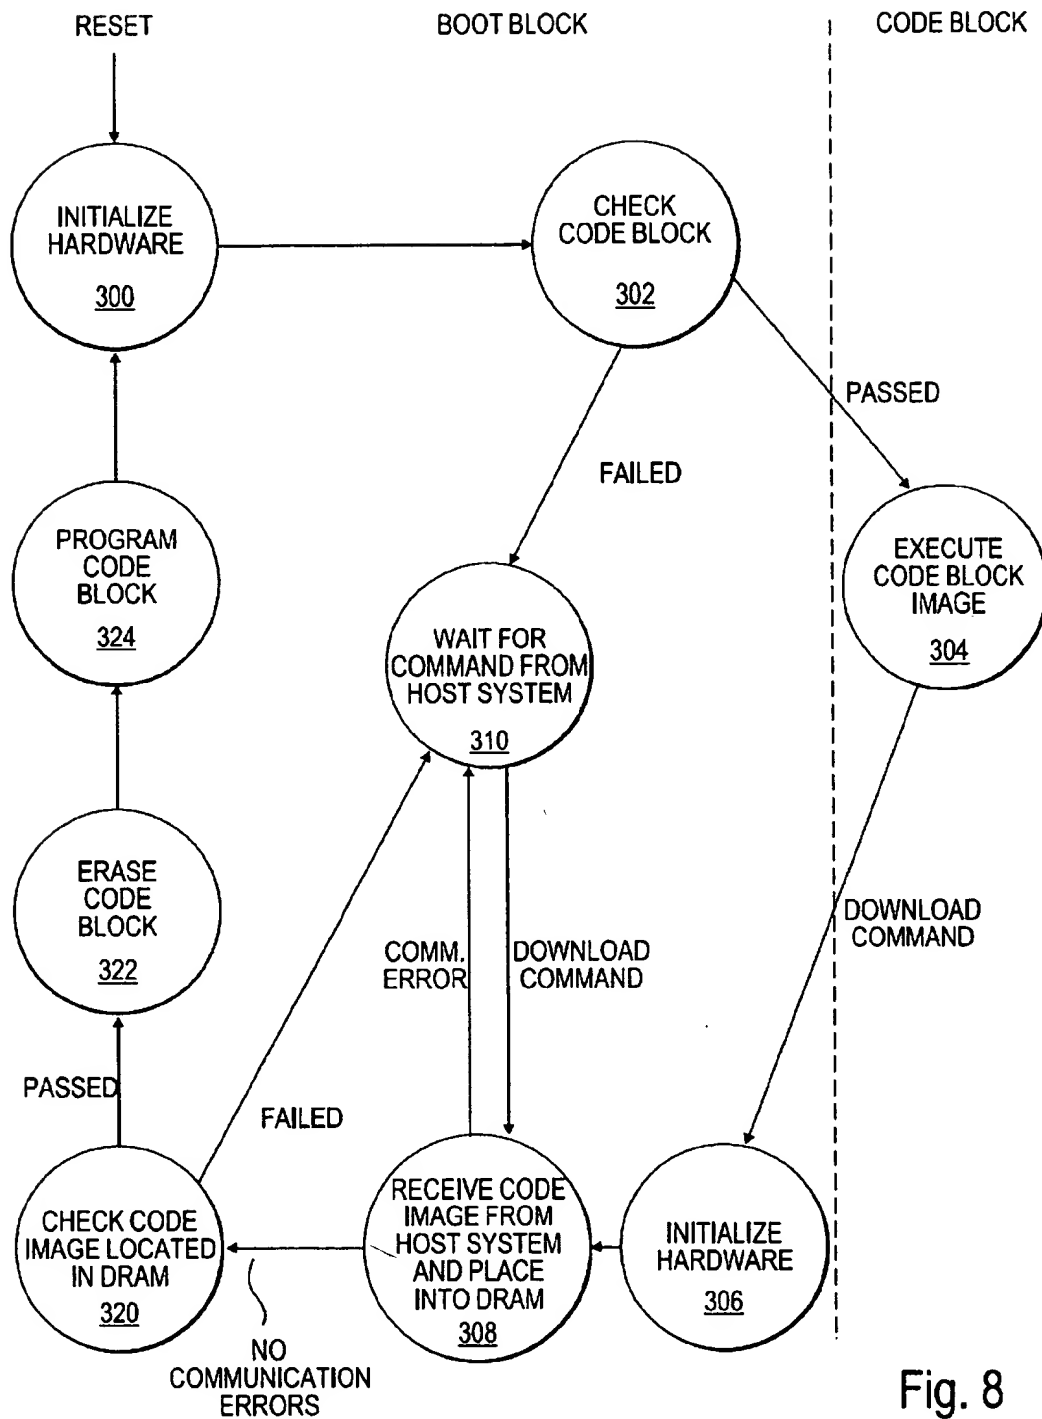 RESET
BOOT BLOCK
CODE BLOCK
INITIALIZE
HARDWARE
300
CHECK
CODE BLOCK
302
PASSED
FAILED
PROGRAM
CODE
BLOCK
324
EXECUTE
CODE BLOCK
IMAGE
304
WAIT FOR
COMMAND FROM
HOST SYSTEM
310
ERASE
CODE
BLOCK
322
COMM.
ERROR
DOWNLOAD
COMMAND
DOWNLOAD
COMMAND
PASSED
FAILED
CHECK CODE
IMAGE LOCATED
IN DRAM
320
RECEIVE CODE
IMAGE FROM
HOST SYSTEM
AND PLACE
INTO DRAM
308
INITIALIZE
HARDWARE
306
NO
COMMUNICATION
ERRORS
Fig. 8